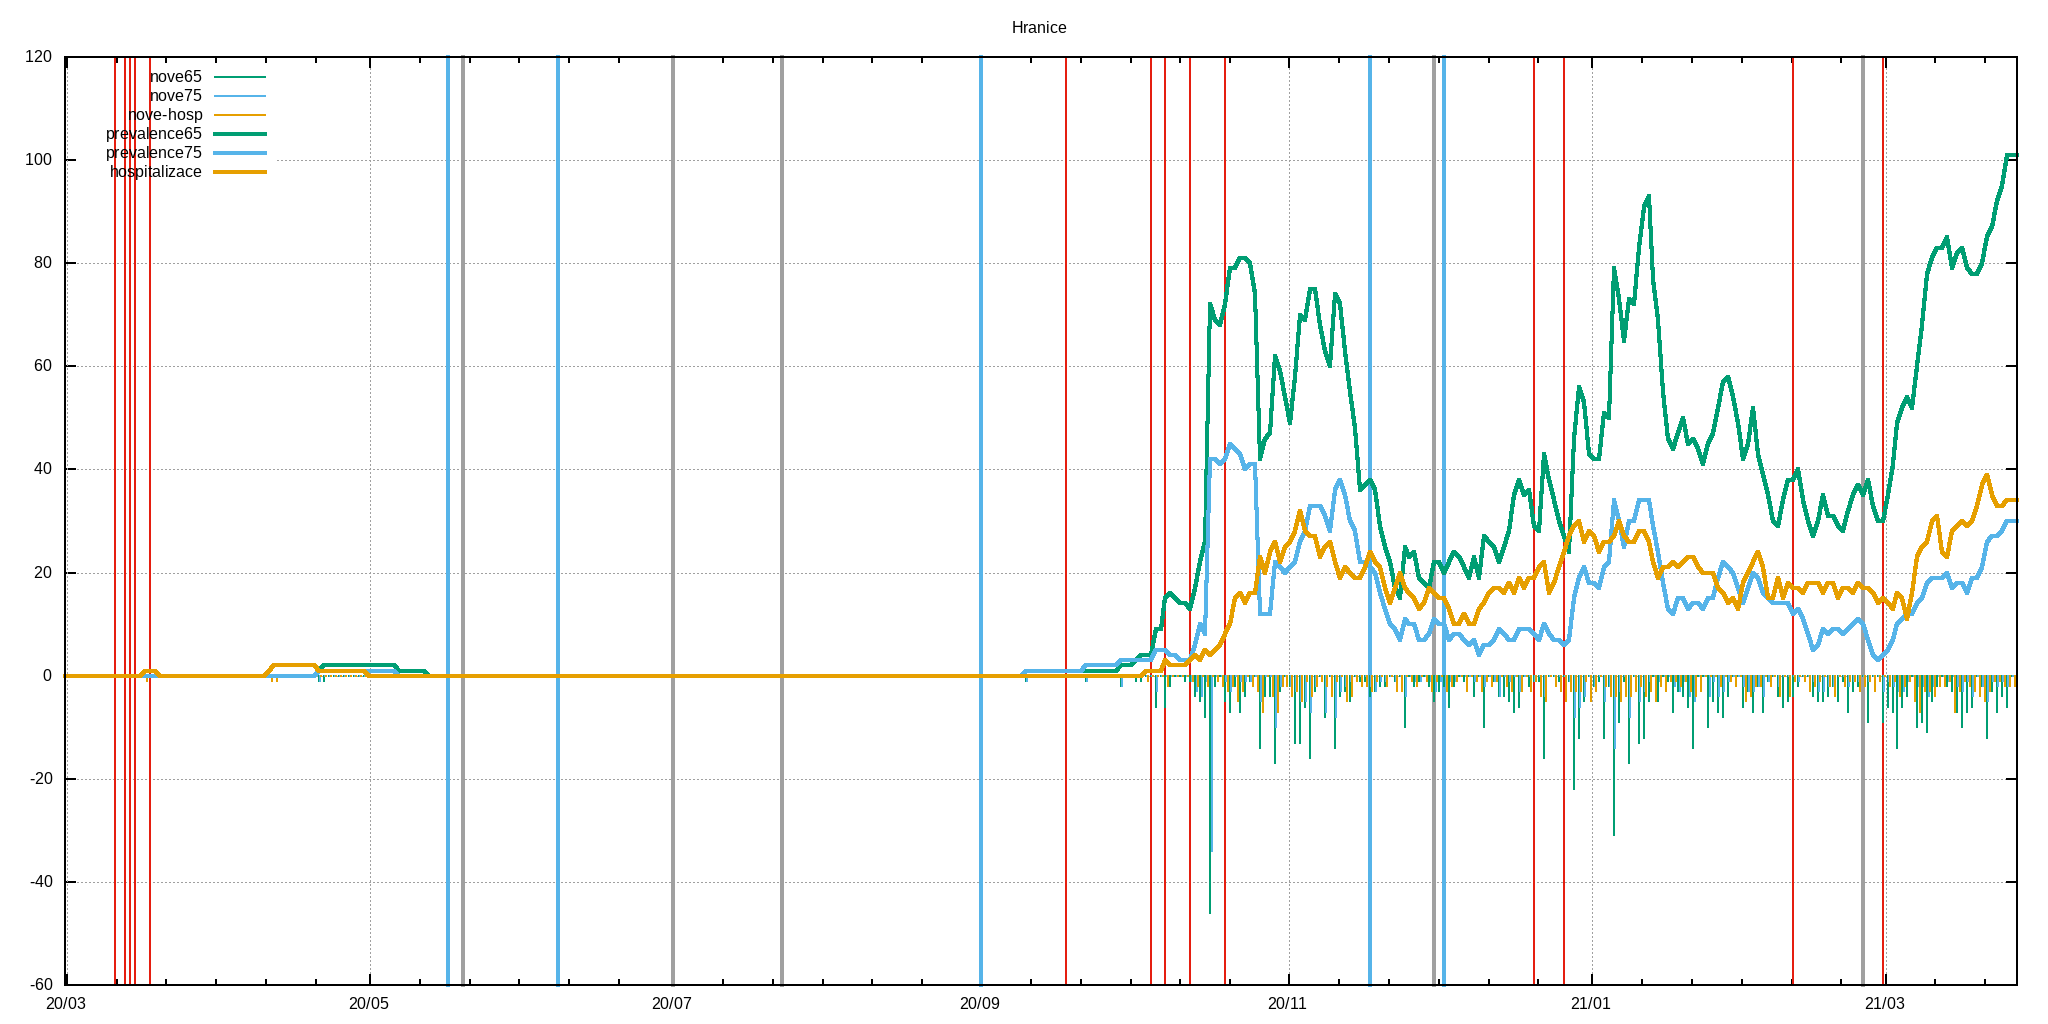 Hranice
120
100
80
60
40
20
0
-20
-40
-60
nove65
nove75
nove-hosp
prevalence65
prevalence75
hospitalizace
20/03 20/05 20/07 20/09 20/11 21/01 21/03